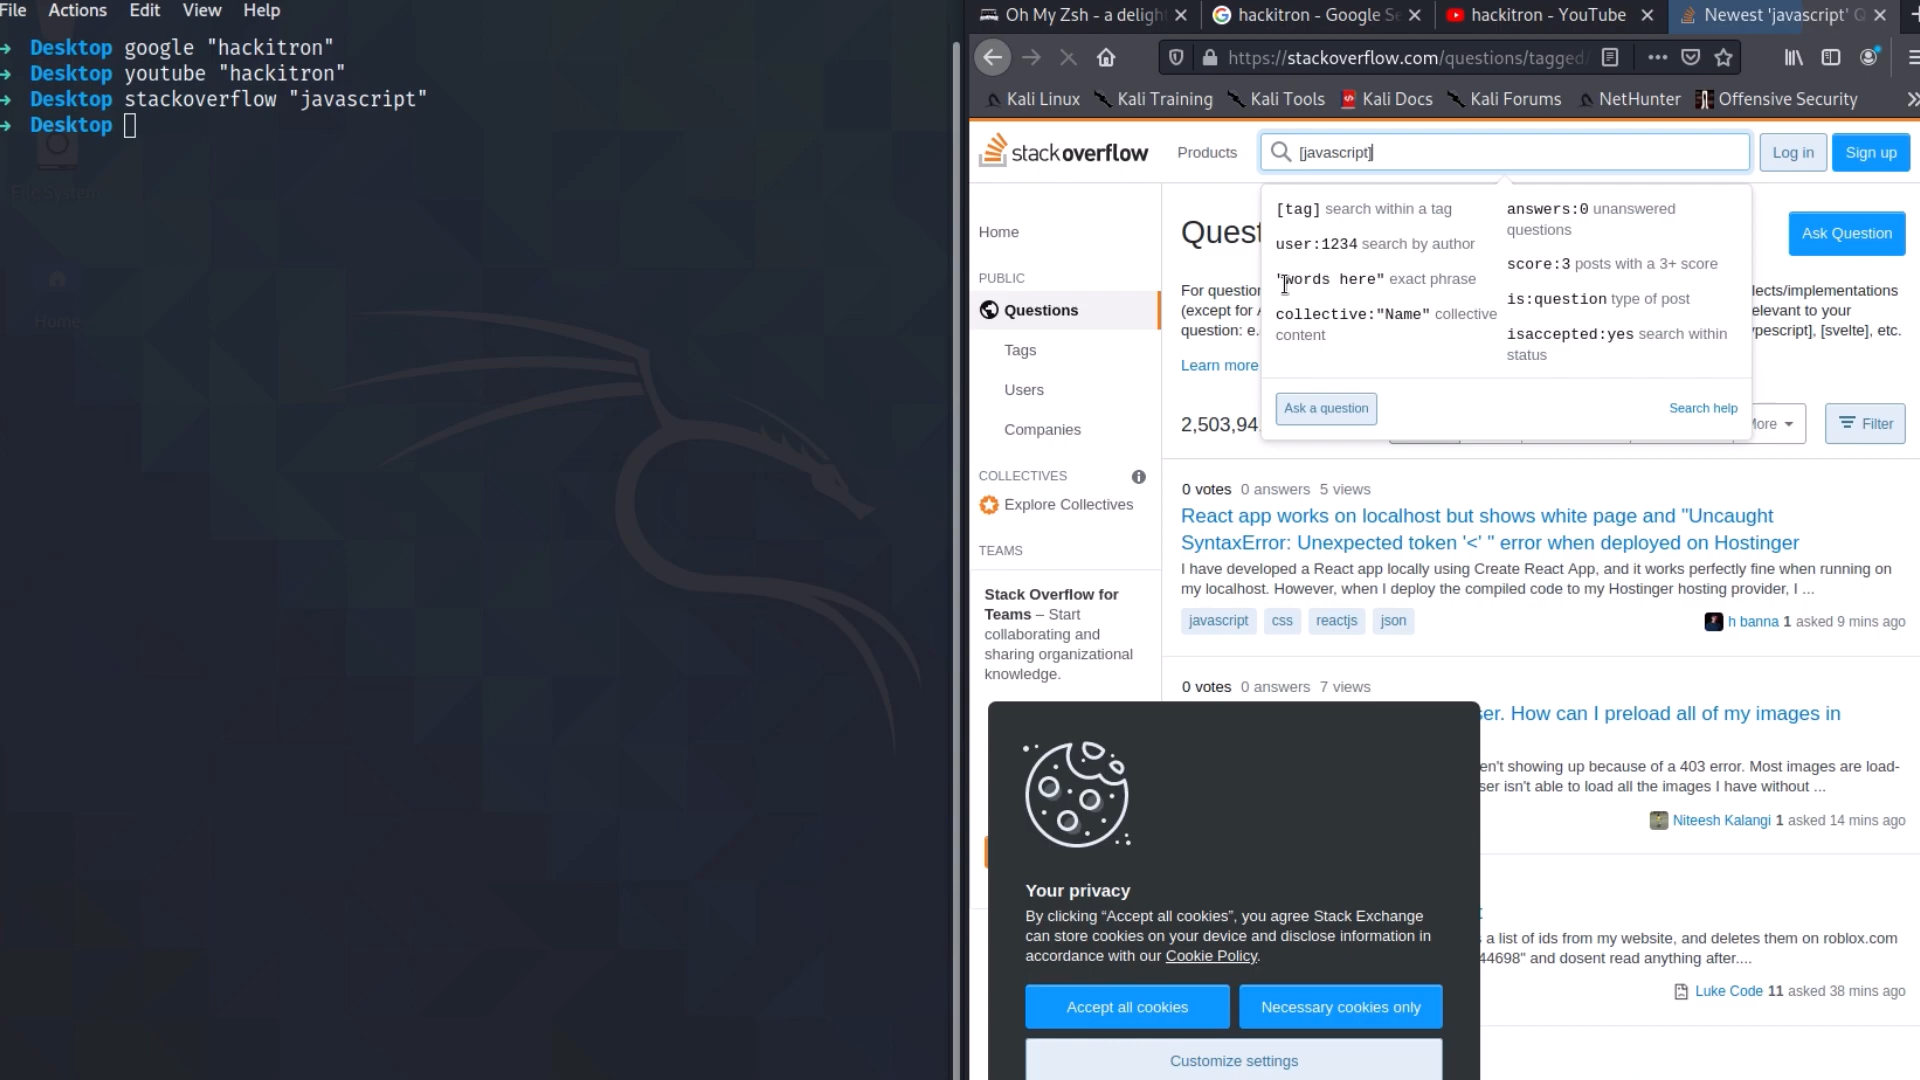 File Actions Edit View Help
→ Desktop google "hackitron"
→ Desktop youtube "hackitron"
→ Desktop stackoverflow "javascript"
→ Desktop
File System
Home
Oh My Zsh - a deligh
hackitron - Google Se
hackitron - YouTube
Newest 'javascript' Q
https://stackoverflow.com/questions/tagged/
Kali Linux Kali Training Kali Tools Kali Docs Kali Forums NetHunter Offensive Security
stackoverflow Products [javascript] Log in Sign up
Home
PUBLIC
Questions
Tags
Users
Companies
COLLECTIVES
Explore Collectives
TEAMS
Stack Overflow for
Teams – Start
collaborating and
sharing organizational
knowledge.
Quest
Ask Question
For question
lects/implementations
(except for A
elevant to your
question: e.
ypescript], [svelte], etc.
Learn more
[tag] search within a tag
user:1234 search by author
"words here" exact phrase
collective:"Name" collective
content
answers:0 unanswered
questions
score:3 posts with a 3+ score
is:question type of post
isaccepted:yes search within
status
Ask a question
Search help
2,503,94
More
Filter
0 votes 0 answers 5 views
React app works on localhost but shows white page and "Uncaught
SyntaxError: Unexpected token '<' " error when deployed on Hostinger
I have developed a React app locally using Create React App, and it works perfectly fine when running on
my localhost. However, when I deploy the compiled code to my Hostinger hosting provider, I ...
javascript css reactjs json
h banna 1 asked 9 mins ago
0 votes 0 answers 7 views
ser. How can I preload all of my images in
en't showing up because of a 403 error. Most images are load-
ser isn't able to load all the images I have without ...
Niteesh Kalangi 1 asked 14 mins ago
a list of ids from my website, and deletes them on roblox.com
44698" and dosent read anything after....
Luke Code 11 asked 38 mins ago
Your privacy
By clicking “Accept all cookies”, you agree Stack Exchange
can store cookies on your device and disclose information in
accordance with our Cookie Policy.
Accept all cookies
Necessary cookies only
Customize settings